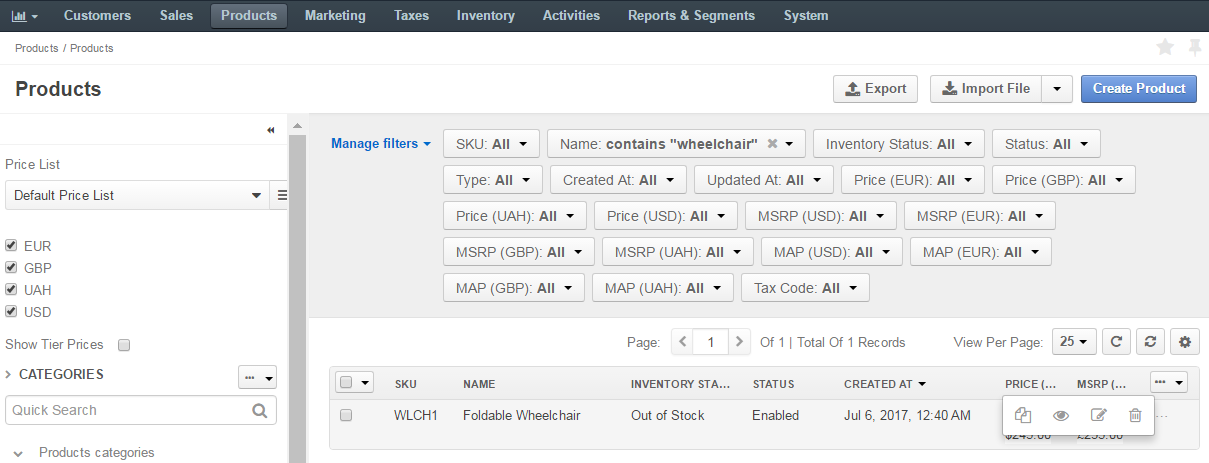 Customers Sales Products Marketing Taxes Inventory Activities Reports & Segments System
Products / Products
Products
Export Import File Create Product
Price List
Default Price List
EUR
GBP
UAH
USD
Show Tier Prices
CATEGORIES ...
Quick Search
Products categories
Manage filters SKU: All Name: contains "wheelchair" Inventory Status: All Status: All
Type: All Created At: All Updated At: All Price (EUR): All Price (GBP): All
Price (UAH): All Price (USD): All MSRP (USD): All MSRP (EUR): All
MSRP (GBP): All MSRP (UAH): All MAP (USD): All MAP (EUR): All
MAP (GBP): All MAP (UAH): All Tax Code: All
Page: 1 Of 1 | Total Of 1 Records View Per Page: 25
SKU NAME INVENTORY STA... STATUS CREATED AT PRICE (... MSRP (... ...
WLCH1 Foldable Wheelchair Out of Stock Enabled Jul 6, 2017, 12:40 AM ...